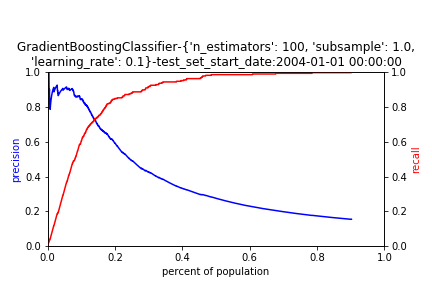 GradientBoostingClassifier-{'n_estimators': 100, 'subsample': 1.0,
'learning_rate': 0.1}-test_set_start_date:2004-01-01 00:00:00
precision
1.0
0.8
0.6
0.4
0.2
0.0
1.0
0.8
0.6
0.4
0.2
0.0
recall
0.0 0.2 0.4 0.6 0.8 1.0
percent of population